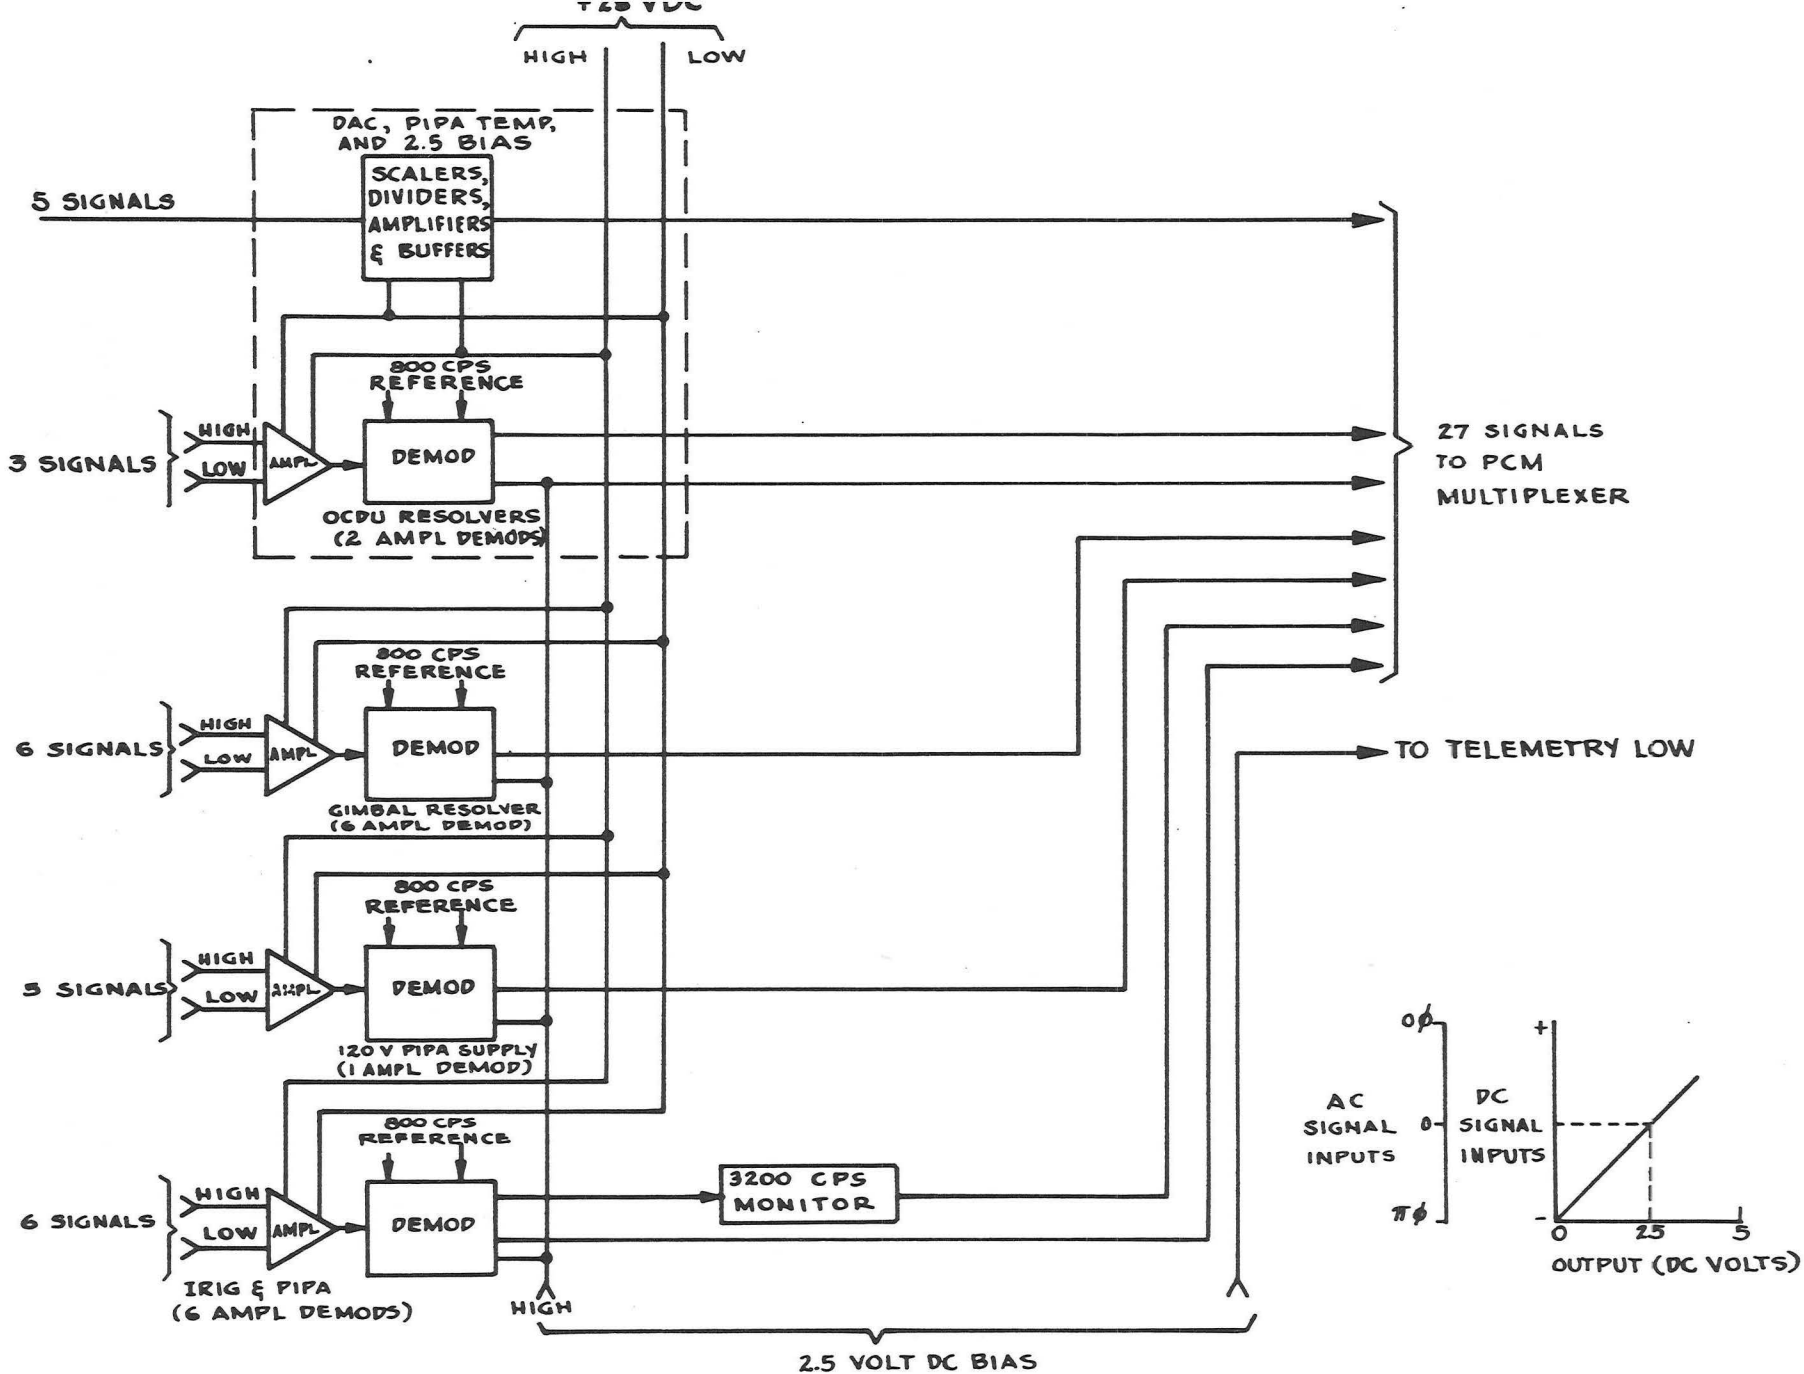 +28 VDC
HIGH LOW
DAC, PIPA TEMP,
AND 2.5 BIAS
SCALERS,
DIVIDERS,
AMPLIFIERS
& BUFFERS
5 SIGNALS
800 CPS
REFERENCE
3 SIGNALS
HIGH
LOW
AMPL
DEMOD
OCDU RESOLVERS
(2 AMPL DEMODS)
27 SIGNALS
TO PCM
MULTIPLEXER
800 CPS
REFERENCE
6 SIGNALS
HIGH
LOW
AMPL
DEMOD
GIMBAL RESOLVER
(6 AMPL DEMOD)
TO TELEMETRY LOW
800 CPS
REFERENCE
5 SIGNALS
HIGH
LOW
AMPL
DEMOD
120 V PIPA SUPPLY
(1 AMPL DEMOD)
800 CPS
REFERENCE
6 SIGNALS
HIGH
LOW
AMPL
DEMOD
IRIG & PIPA
(6 AMPL DEMODS)
3200 CPS
MONITOR
HIGH
2.5 VOLT DC BIAS
AC
SIGNAL
INPUTS
0ϕ
0
πϕ
DC
SIGNAL
INPUTS
+
-
0 25 5
OUTPUT (DC VOLTS)